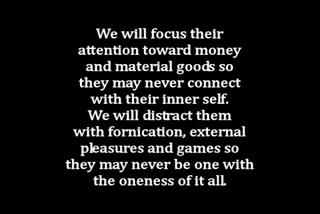 We will focus their
attention toward money
and material goods so
they may never connect
with their inner self.
We will distract them
with fornication, external
pleasures and games so
they may never be one with
the oneness of it all.